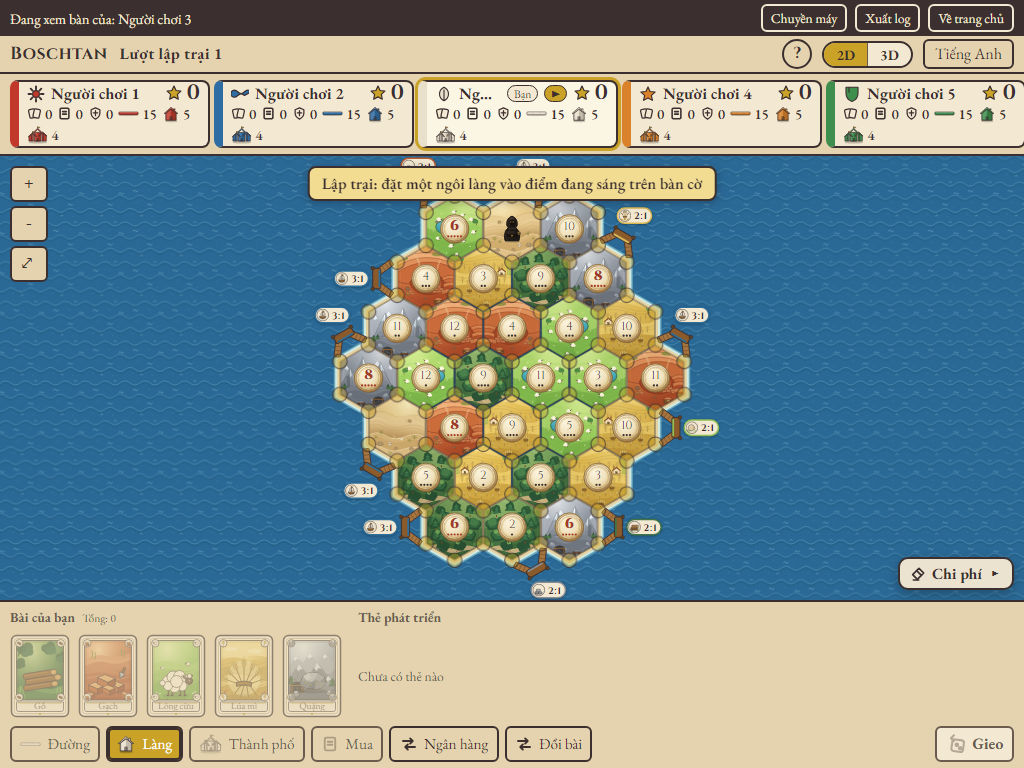 Đang xem bàn của: Người chơi 3
Chuyền máy
Xuất log
Về trang chủ
BOSCHTAN
Lượt lập trại 1
?
2D
3D
Tiếng Anh
Người chơi 1
0
0 0 0 15 5
4
Người chơi 2
0
0 0 0 15 5
4
Ng...
Bạn
0
0 0 0 15 5
4
Người chơi 4
0
0 0 0 15 5
4
Người chơi 5
0
0 0 0 15 5
4
+
-
Lập trại: đặt một ngôi làng vào điểm đang sáng trên bàn cờ
6 10 2:1
3:1 4 3 9 8
3:1 11 12 4 4 10 3:1
8 12 9 11 3 11
8 9 5 10 2:1
5 2 5 3
3:1
3:1 6 2 6 2:1
2:1
Chi phí
Bài của bạn
Tổng: 0
Thẻ phát triển
Gỗ
Gạch
Lông cừu
Lúa mì
Quặng
Chưa có thẻ nào
Đường
Làng
Thành phố
Mua
Ngân hàng
Đổi bài
Gieo